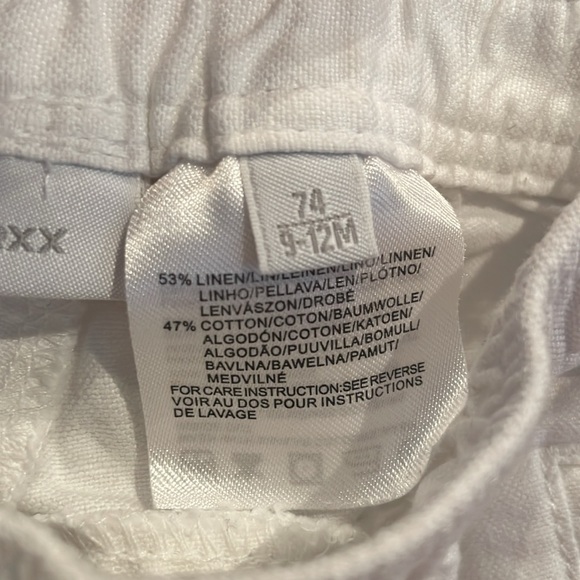 74
9-12M
xx
53% LINEN/LIN/LEINEN/LINO/LINNEN/
LINHO/PELLAVA/LEN/PLÓTNO/
LENVÁSZON/DROBÉ
47% COTTON/COTON/BAUMWOLLE/
ALGODÓN/COTONE/KATOEN/
ALGODÃO/PUUVILLA/BOMULL/
BAVLNA/BAWELNA/PAMUT/
MEDVILNÉ
FOR CARE INSTRUCTION:SEE REVERSE
VOIR AU DOS POUR INSTRUCTIONS
DE LAVAGE